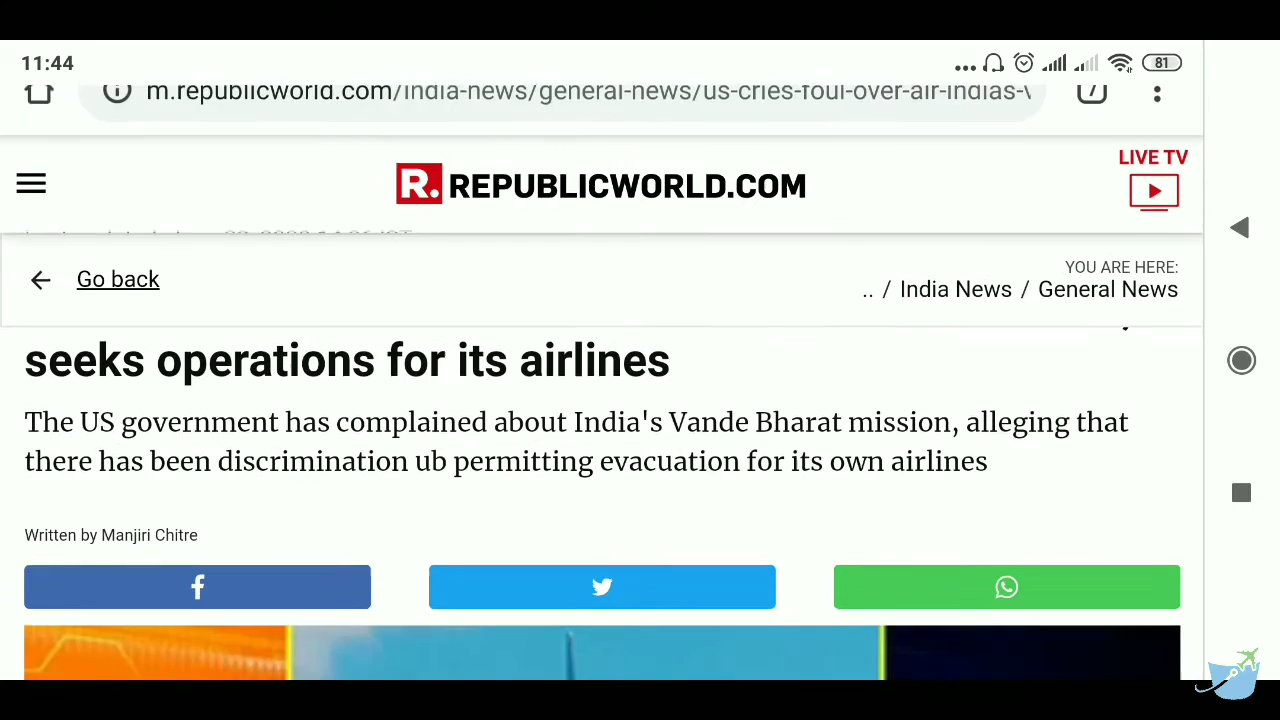 11:44
81
m.republicworld.com/india-news/general-news/us-cries-foul-over-air-indias-v
7
R. REPUBLICWORLD.COM
LIVE TV
Go back
YOU ARE HERE:
.. / India News / General News
seeks operations for its airlines
The US government has complained about India's Vande Bharat mission, alleging that
there has been discrimination ub permitting evacuation for its own airlines
Written by Manjiri Chitre